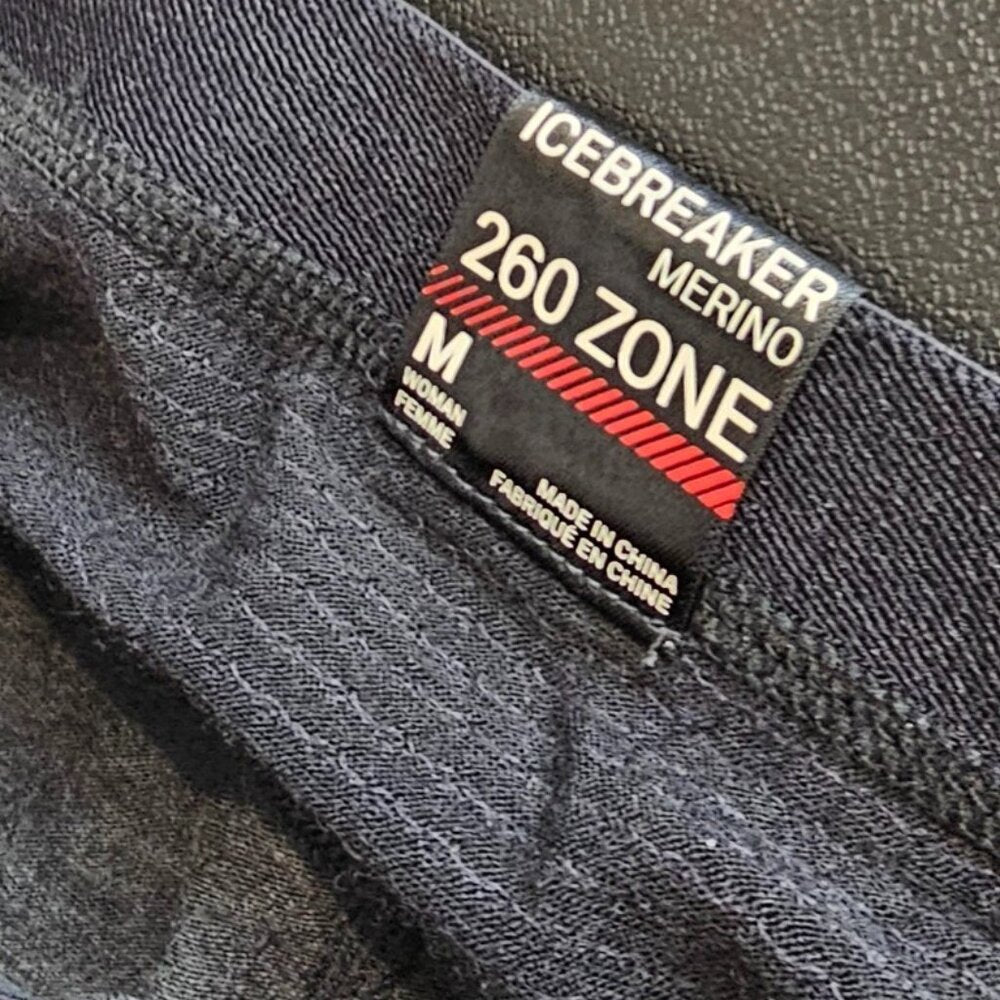 ICEBREAKER
MERINO
260 ZONE
M
WOMAN
FEMME
MADE IN CHINA
FABRIQUÉ EN CHINE